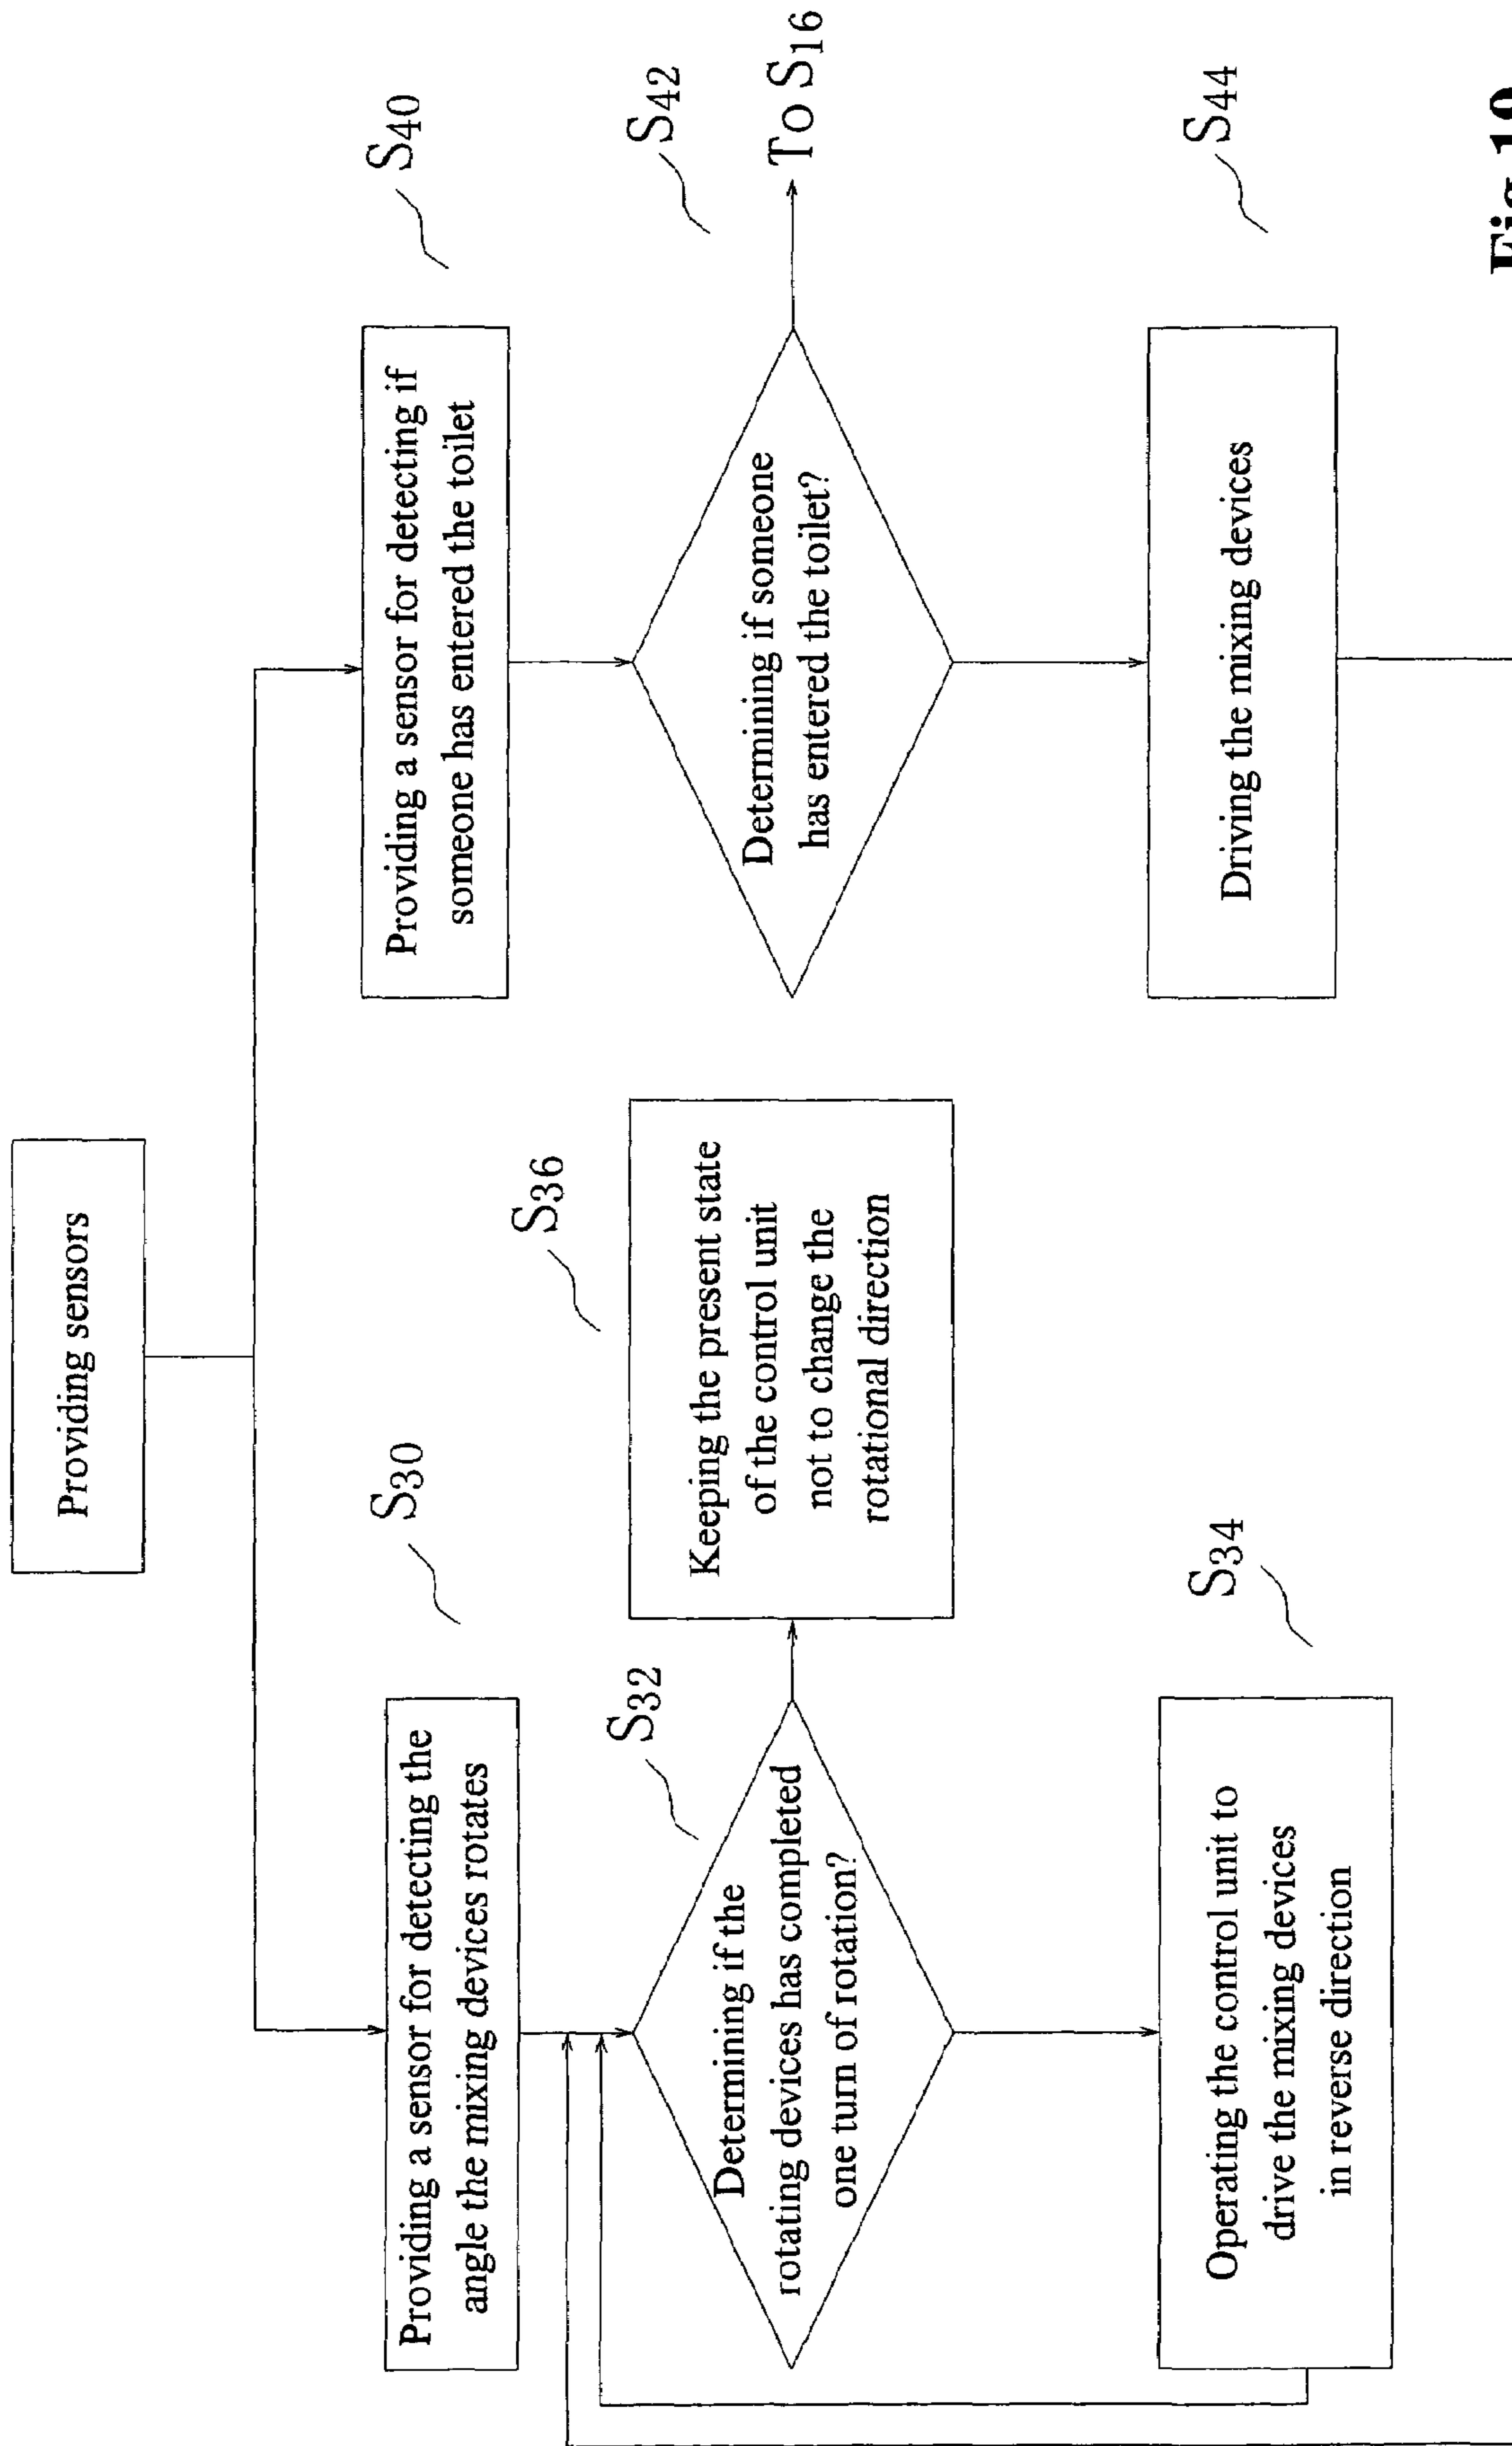 Providing sensors
Providing a sensor for detecting the
angle the mixing devices rotates
S30
Determining if the
rotating devices has completed
one turn of rotation?
S32
Keeping the present state
of the control unit
not to change the
rotational direction
S36
Operating the control unit to
drive the mixing devices
in reverse direction
S34
Providing a sensor for detecting if
someone has entered the toilet
S40
Determining if someone
has entered the toilet?
S42
To S16
Driving the mixing devices
S44